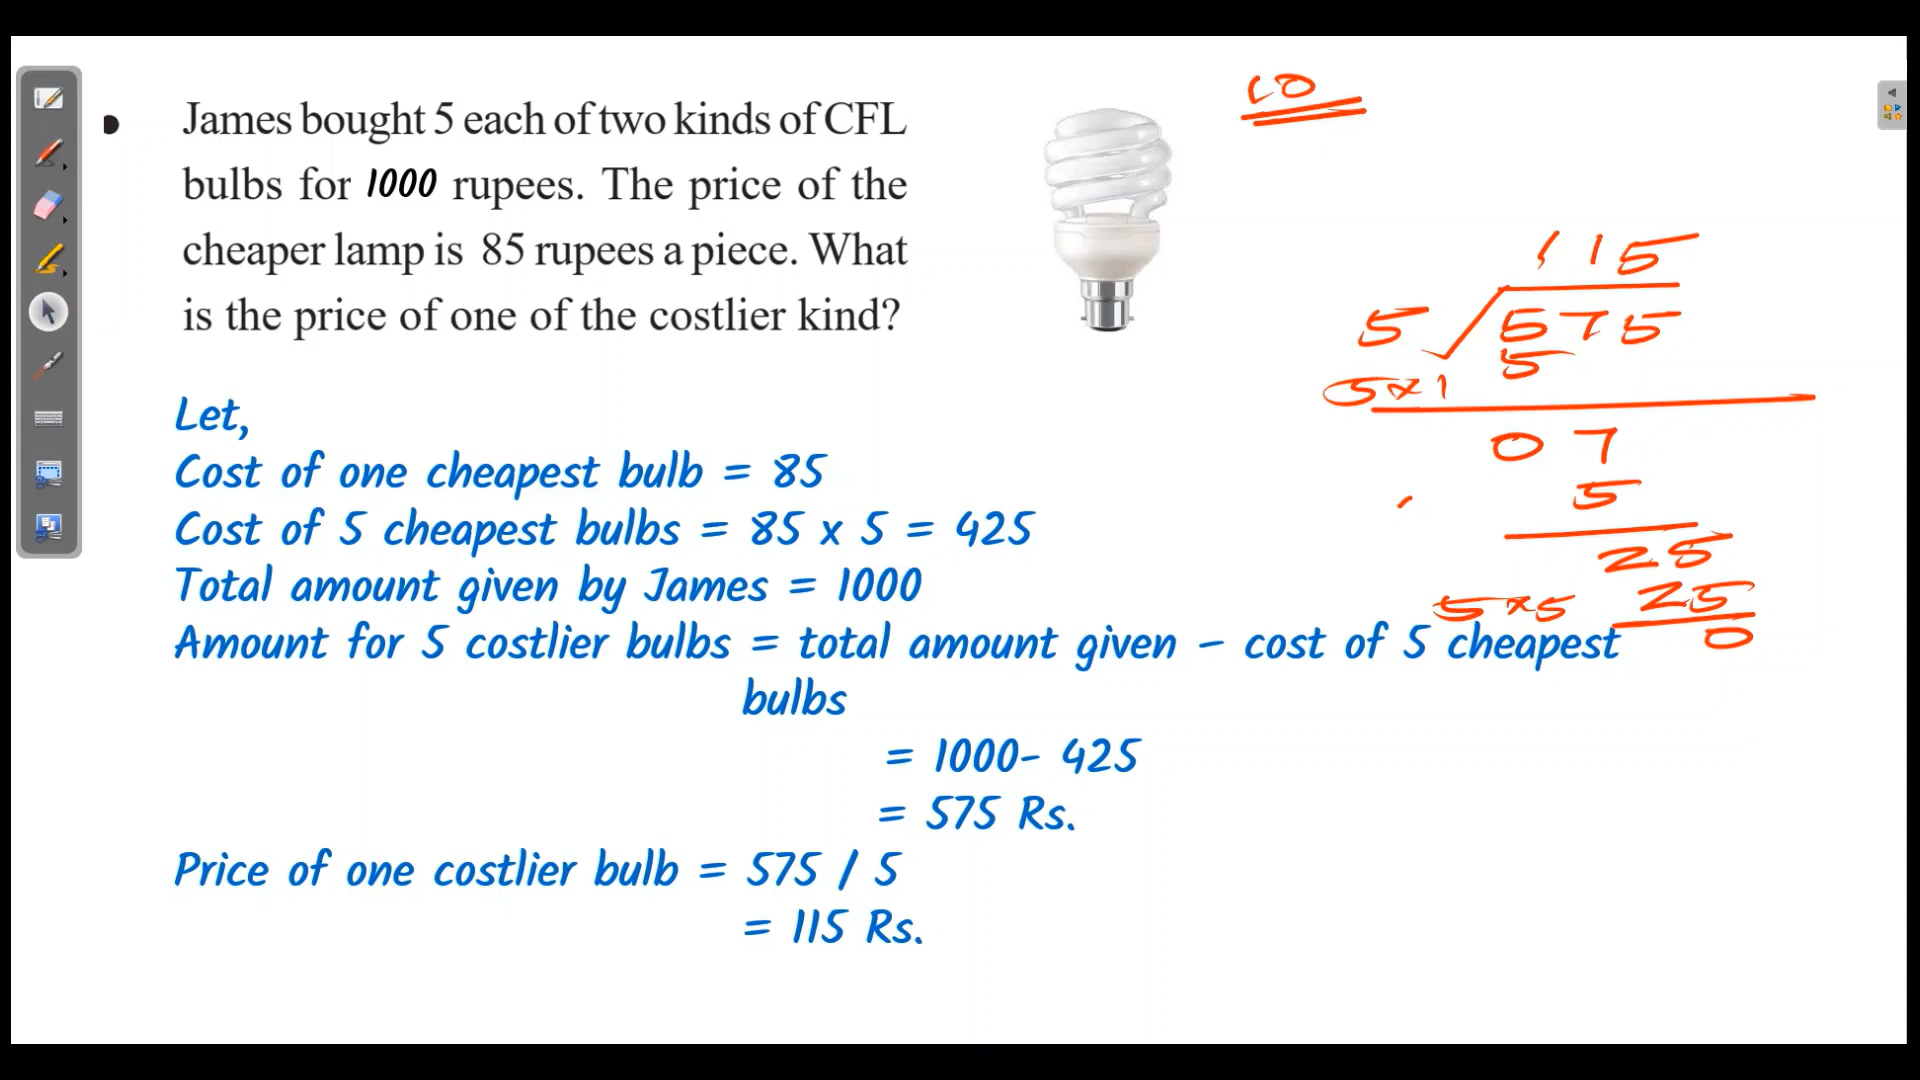 James bought 5 each of two kinds of CFL
bulbs for 1000 rupees. The price of the
cheaper lamp is 85 rupees a piece. What
is the price of one of the costlier kind?
10
115
5 575
5
5x1
07
5
25
5x5 25
0
Let,
Cost of one cheapest bulb = 85
Cost of 5 cheapest bulbs = 85 x 5 = 425
Total amount given by James = 1000
Amount for 5 costlier bulbs = total amount given – cost of 5 cheapest
bulbs
= 1000- 425
= 575 Rs.
Price of one costlier bulb = 575 / 5
= 115 Rs.